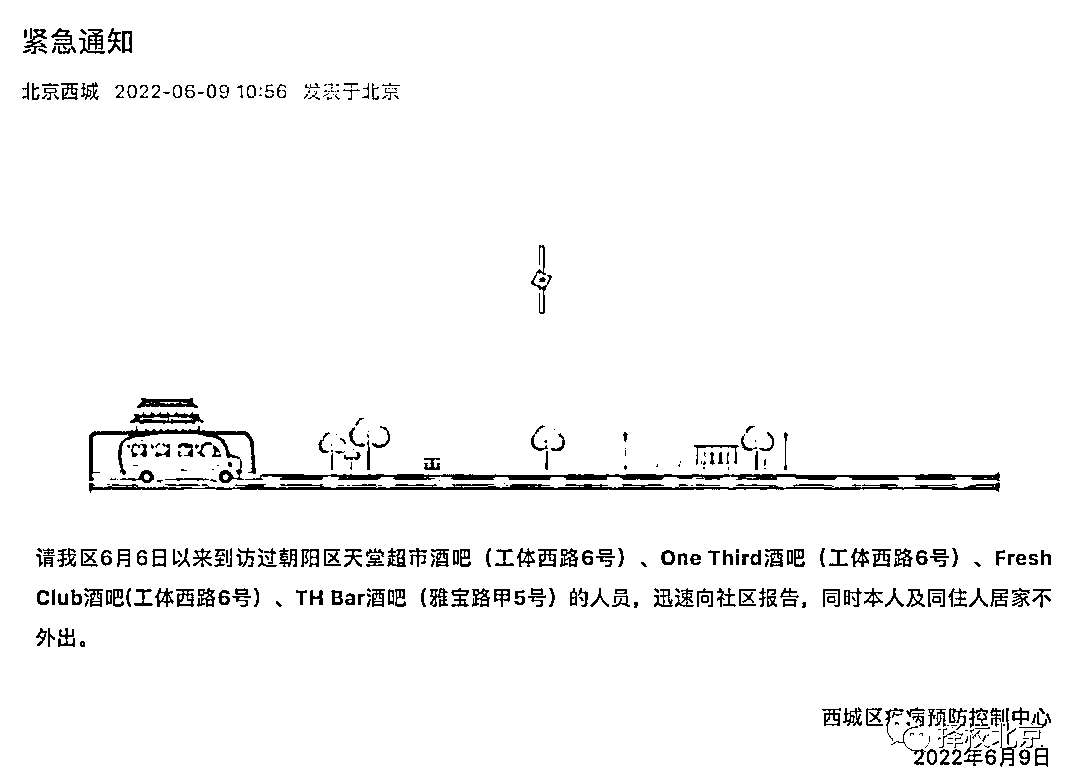 紧急通知
北京西城 2022-06-09 10:56 发表于北京
请我区6月6日以来到访过朝阳区天堂超市酒吧（工体西路6号）、One Third酒吧（工体西路6号）、Fresh
Club酒吧(工体西路6号）、TH Bar酒吧（雅宝路甲5号）的人员，迅速向社区报告，同时本人及同住人居家不
外出。
西城区疾病预防控制中心
择校北京
2022年6月9日